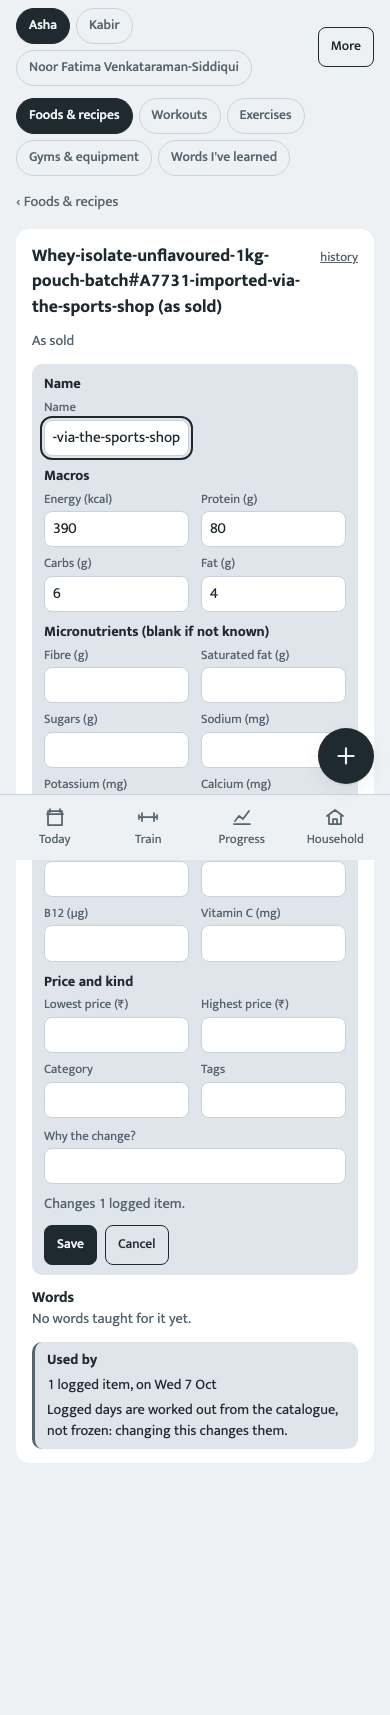 Asha
Kabir
Noor Fatima Venkataraman-Siddiqui
More
Foods & recipes
Workouts
Exercises
Gyms & equipment
Words I've learned
‹ Foods & recipes
Whey-isolate-unflavoured-1kg-
pouch-batch#A7731-imported-via-
the-sports-shop (as sold)
history
As sold
Name
Name
-via-the-sports-shop
Macros
Energy (kcal)
Protein (g)
390
80
Carbs (g)
Fat (g)
6
4
Micronutrients (blank if not known)
Fibre (g)
Saturated fat (g)
Sugars (g)
Sodium (mg)
Potassium (mg)
Calcium (mg)
Today
Train
Progress
Household
B12 (µg)
Vitamin C (mg)
Price and kind
Lowest price (₹)
Highest price (₹)
Category
Tags
Why the change?
Changes 1 logged item.
Save
Cancel
Words
No words taught for it yet.
Used by
1 logged item, on Wed 7 Oct
Logged days are worked out from the catalogue,
not frozen: changing this changes them.